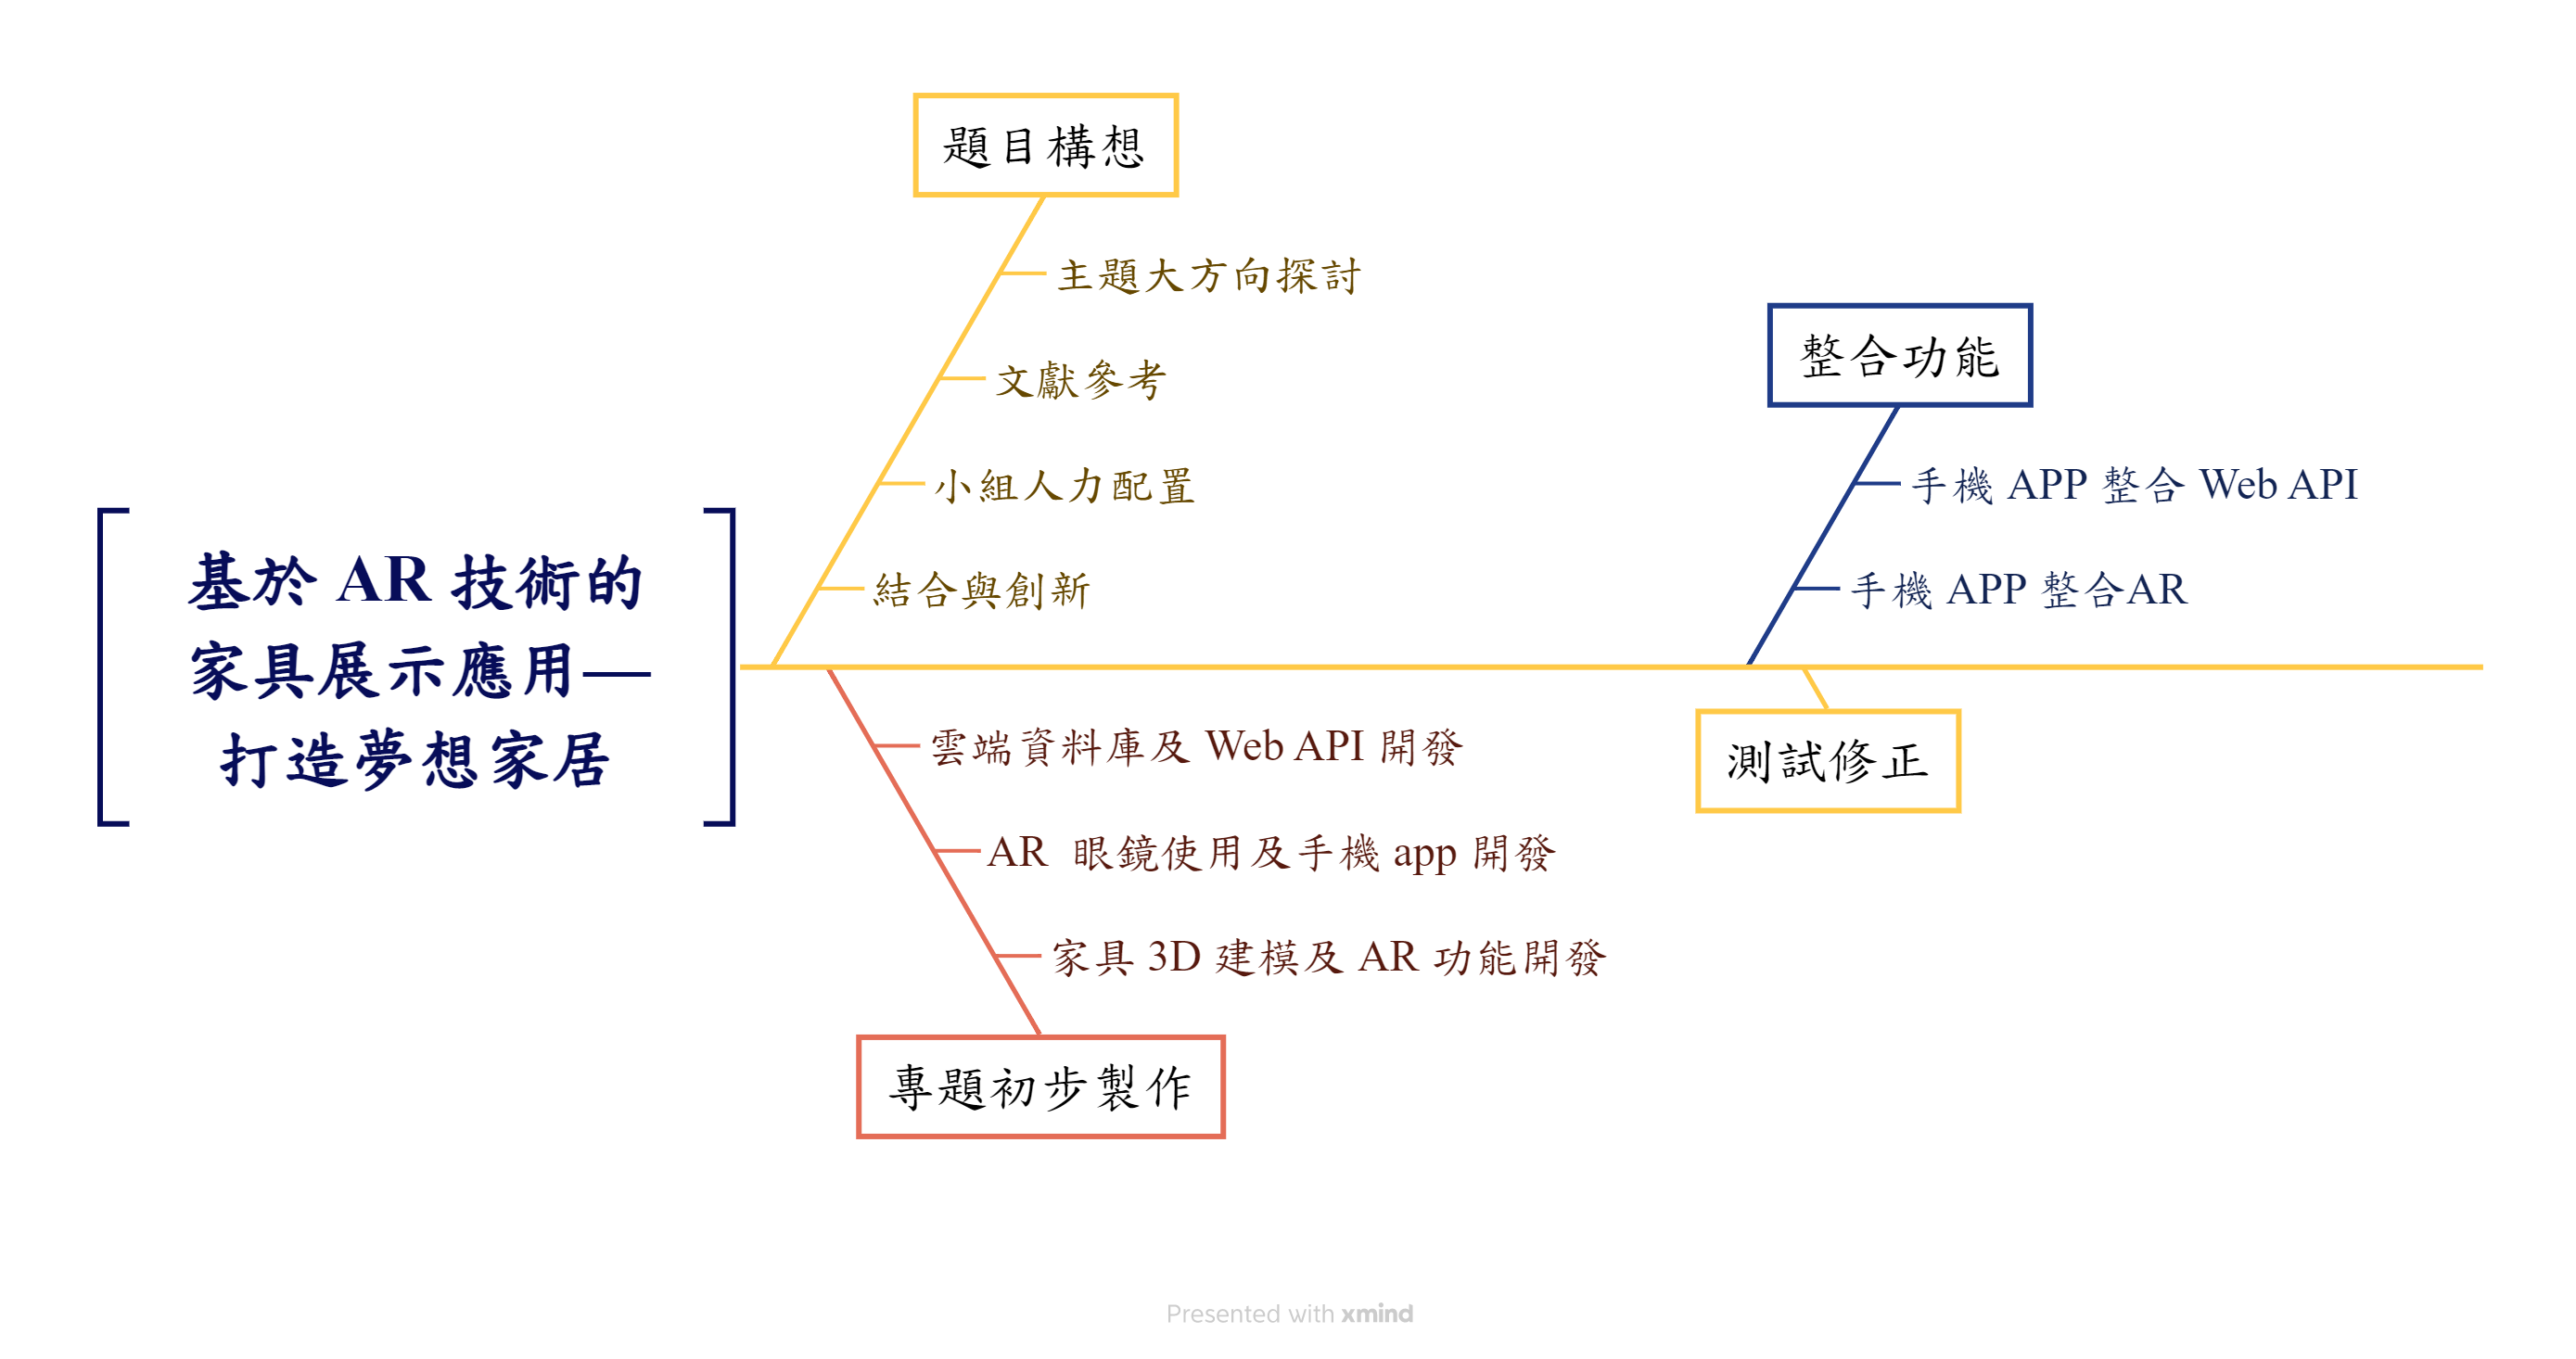 基於 AR 技術的
家具展示應用—
打造夢想家居
題目構想
主題大方向探討
文獻參考
小組人力配置
結合與創新
雲端資料庫及 Web API 開發
AR 眼鏡使用及手機 app 開發
家具 3D 建模及 AR 功能開發
專題初步製作
整合功能
手機 APP 整合 Web API
手機 APP 整合AR
測試修正
Presented with xmind